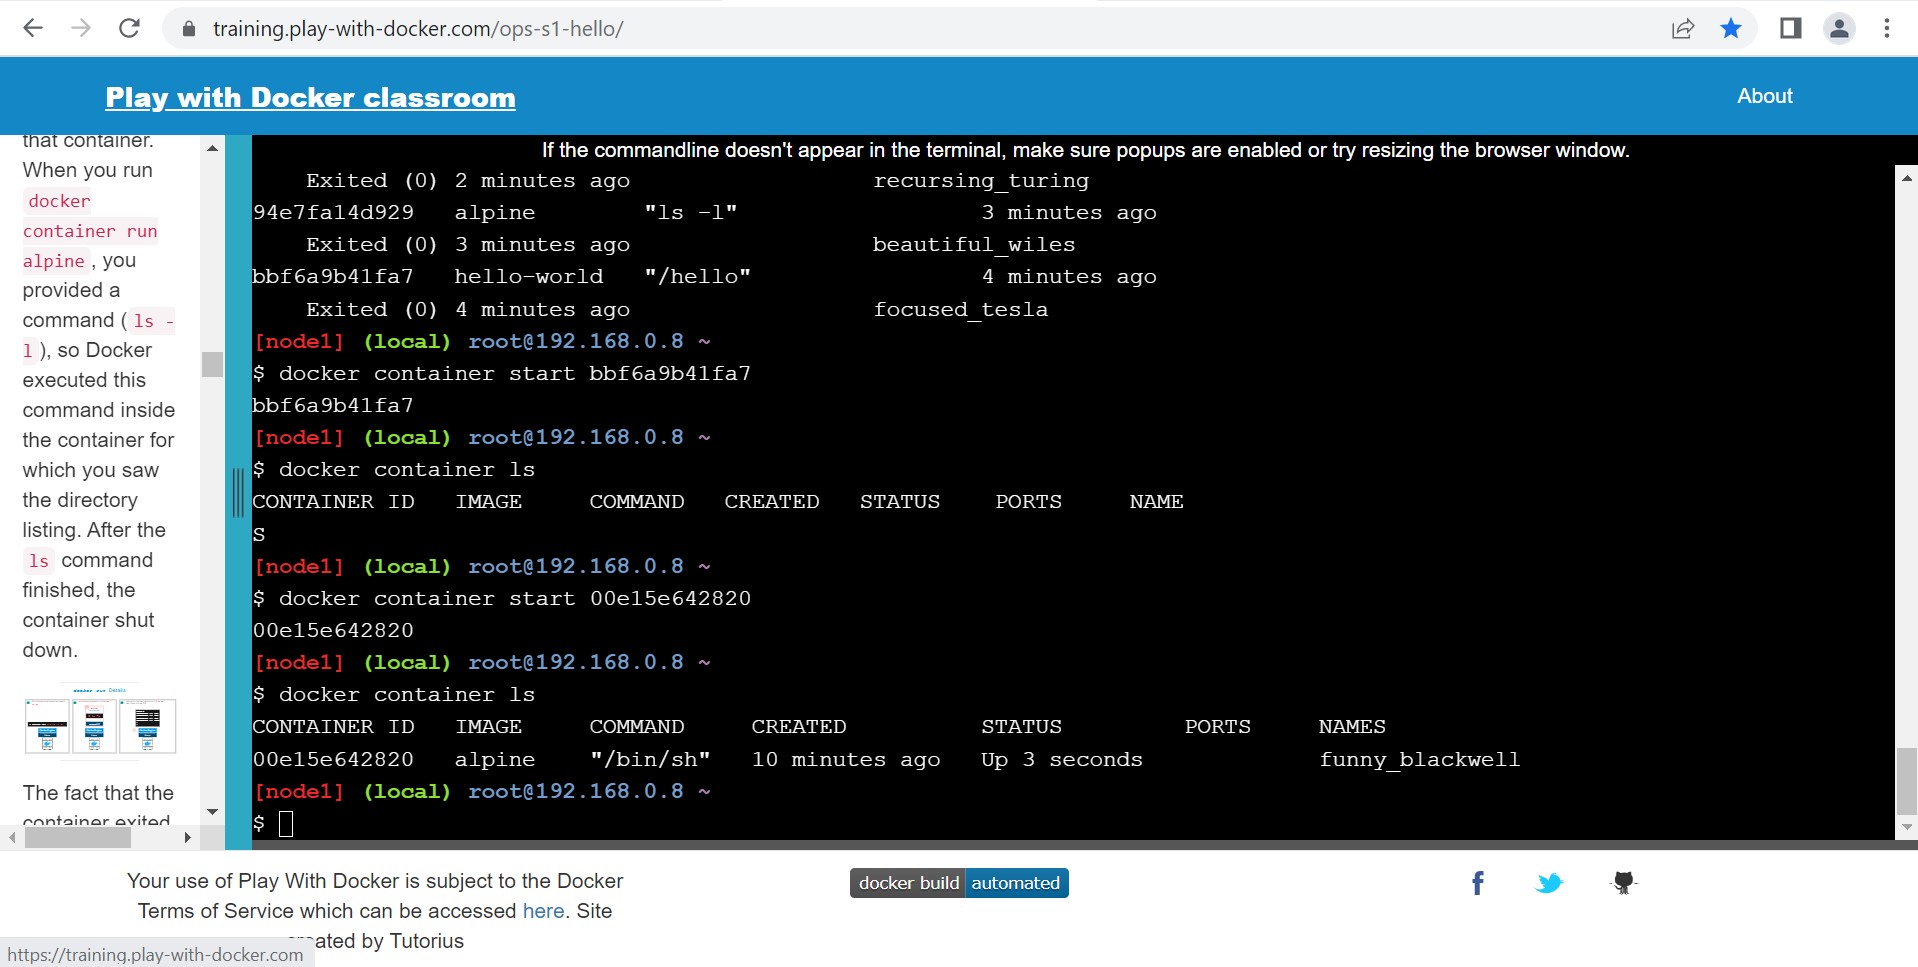 training.play-with-docker.com/ops-s1-hello/
Play with Docker classroom
About
that container.
When you run
docker
container run
alpine , you
provided a
command ( ls -
l ), so Docker
executed this
command inside
the container for
which you saw
the directory
listing. After the
ls command
finished, the
container shut
down.
The fact that the
container exited
If the commandline doesn't appear in the terminal, make sure popups are enabled or try resizing the browser window.
Exited (0) 2 minutes ago recursing_turing
94e7fa14d929 alpine "ls -l" 3 minutes ago
Exited (0) 3 minutes ago beautiful_wiles
bbf6a9b41fa7 hello-world "/hello" 4 minutes ago
Exited (0) 4 minutes ago focused_tesla
[node1] (local) root@192.168.0.8 ~
$ docker container start bbf6a9b41fa7
bbf6a9b41fa7
[node1] (local) root@192.168.0.8 ~
$ docker container ls
CONTAINER ID IMAGE COMMAND CREATED STATUS PORTS NAME
S
[node1] (local) root@192.168.0.8 ~
$ docker container start 00e15e642820
00e15e642820
[node1] (local) root@192.168.0.8 ~
$ docker container ls
CONTAINER ID IMAGE COMMAND CREATED STATUS PORTS NAMES
00e15e642820 alpine "/bin/sh" 10 minutes ago Up 3 seconds funny_blackwell
[node1] (local) root@192.168.0.8 ~
$
Your use of Play With Docker is subject to the Docker
Terms of Service which can be accessed here. Site
created by Tutorius
docker build automated
https://training.play-with-docker.com